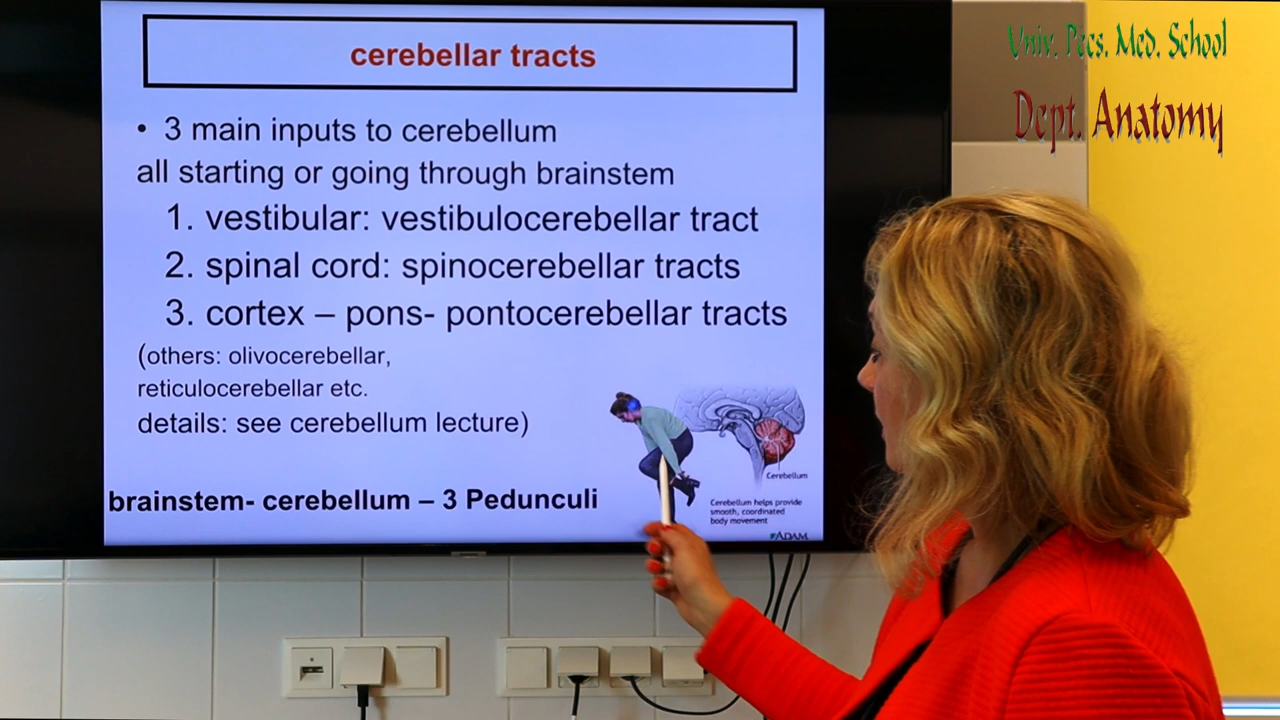 cerebellar tracts
• 3 main inputs to cerebellum
all starting or going through brainstem
1. vestibular: vestibulocerebellar tract
2. spinal cord: spinocerebellar tracts
3. cortex – pons- pontocerebellar tracts
(others: olivocerebellar,
reticulocerebellar etc.
details: see cerebellum lecture)
brainstem- cerebellum – 3 Pedunculi
Cerebellum
Cerebellum helps provide
smooth, coordinated
body movement
ADAM
Univ. Pécs. Med. School
Dept. Anatomy